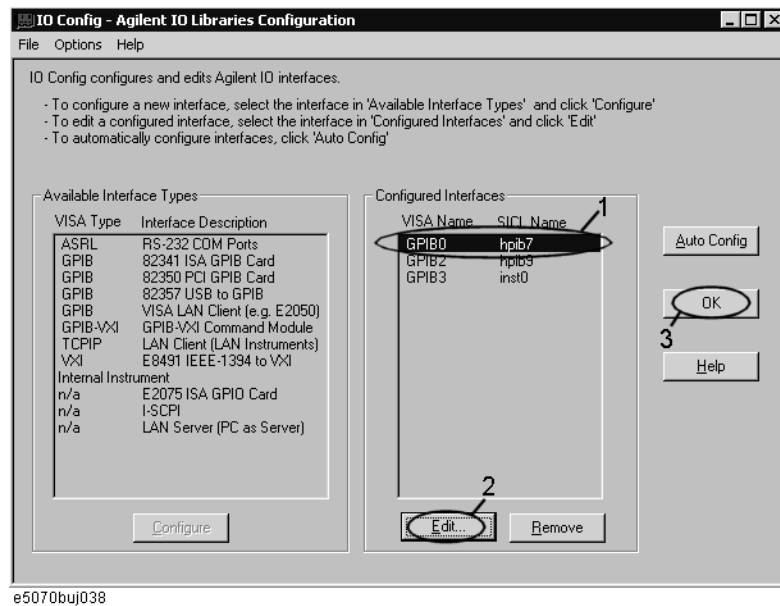 IO Config - Agilent IO Libraries Configuration
File Options Help
IO Config configures and edits Agilent IO interfaces.
- To configure a new interface, select the interface in 'Available Interface Types' and click 'Configure'
- To edit a configured interface, select the interface in 'Configured Interfaces' and click 'Edit'
- To automatically configure interfaces, click 'Auto Config'
Available Interface Types
VISA Type Interface Description
ASRL RS-232 COM Ports
GPIB 82341 ISA GPIB Card
GPIB 82350 PCI GPIB Card
GPIB 82357 USB to GPIB
GPIB VISA LAN Client (e.g. E2050)
GPIB-VXI GPIB-VXI Command Module
TCPIP LAN Client (LAN Instruments)
VXI E8491 IEEE-1394 to VXI
Internal Instrument
n/a E2075 ISA GPIO Card
n/a I-SCPI
n/a LAN Server (PC as Server)
Configure
Configured Interfaces
1
VISA Name SICL Name
GPIB0 hpib7
GPIB2 hpib9
GPIB3 inst0
2
Edit...
Remove
Auto Config
OK
3
Help
e5070buj038